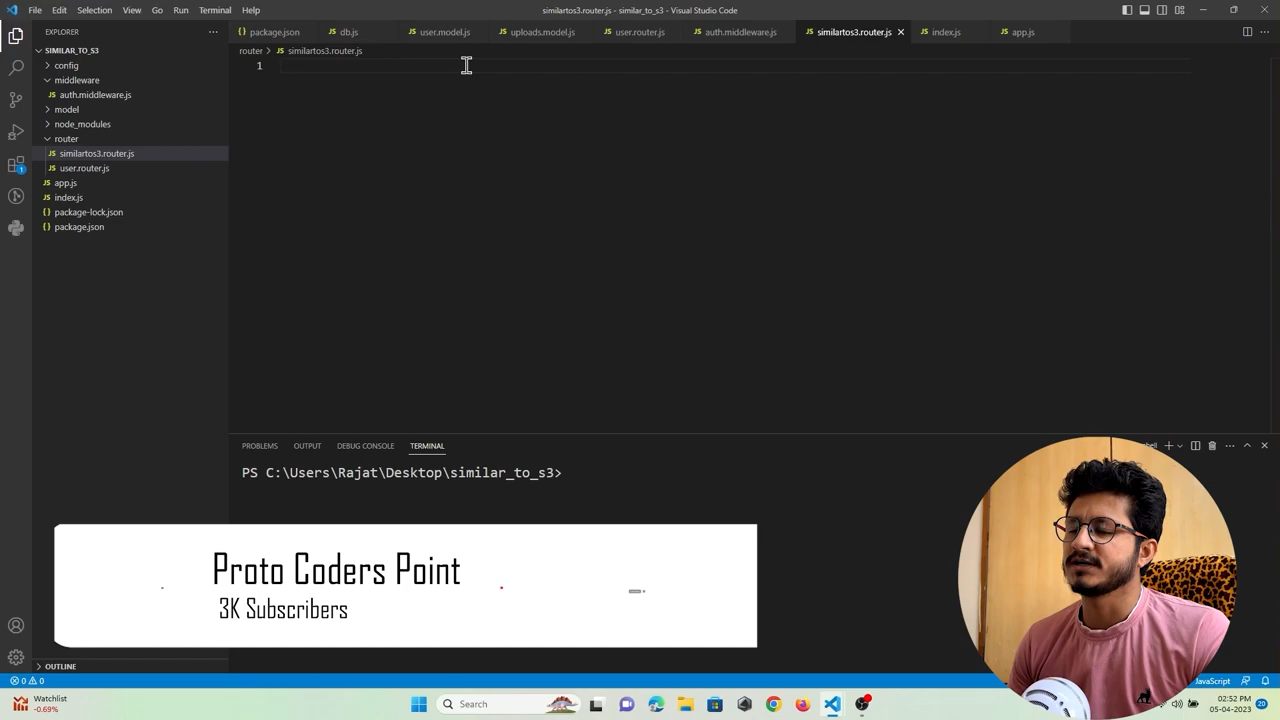 File Edit Selection View Go Run Terminal Help
similartos3.router.js - similar_to_s3 - Visual Studio Code
EXPLORER
package.json db.js user.model.js uploads.model.js user.router.js auth.middleware.js similartos3.router.js index.js app.js
SIMILAR_TO_S3
router > similartos3.router.js
config
1
middleware
auth.middleware.js
model
node_modules
router
similartos3.router.js
user.router.js
app.js
index.js
package-lock.json
package.json
PROBLEMS OUTPUT DEBUG CONSOLE TERMINAL
PS C:\Users\Rajat\Desktop\similar_to_s3>
Proto Coders Point
3K Subscribers
OUTLINE
0 0
JavaScript
Watchlist
-0.69%
Search
02:52 PM
05-04-2023
20